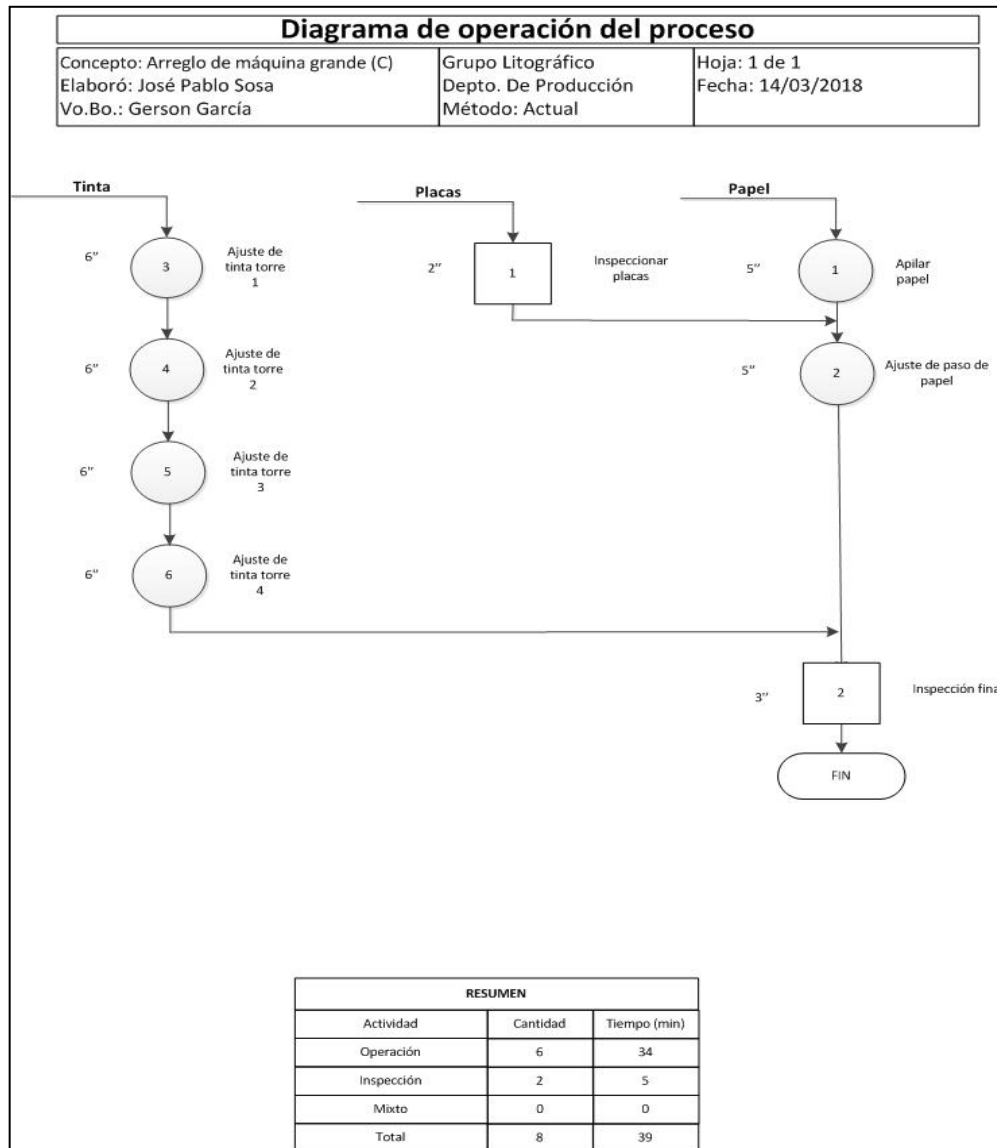 Diagrama de operación del proceso
Concepto: Arreglo de máquina grande (C)
Elaboró: José Pablo Sosa
Vo.Bo.: Gerson García
Grupo Litográfico
Depto. De Producción
Método: Actual
Hoja: 1 de 1
Fecha: 14/03/2018
Tinta
Placas
Papel
6’’
3
Ajuste de
tinta torre
1
2’’
1
Inspeccionar
placas
5’’
1
Apilar
papel
6’’
4
Ajuste de
tinta torre
2
5’’
2
Ajuste de paso de
papel
6’’
5
Ajuste de
tinta torre
3
6’’
6
Ajuste de
tinta torre
4
3’’
2
Inspección fina
FIN
RESUMEN
Actividad Cantidad Tiempo (min)
Operación 6 34
Inspección 2 5
Mixto 0 0
Total 8 39